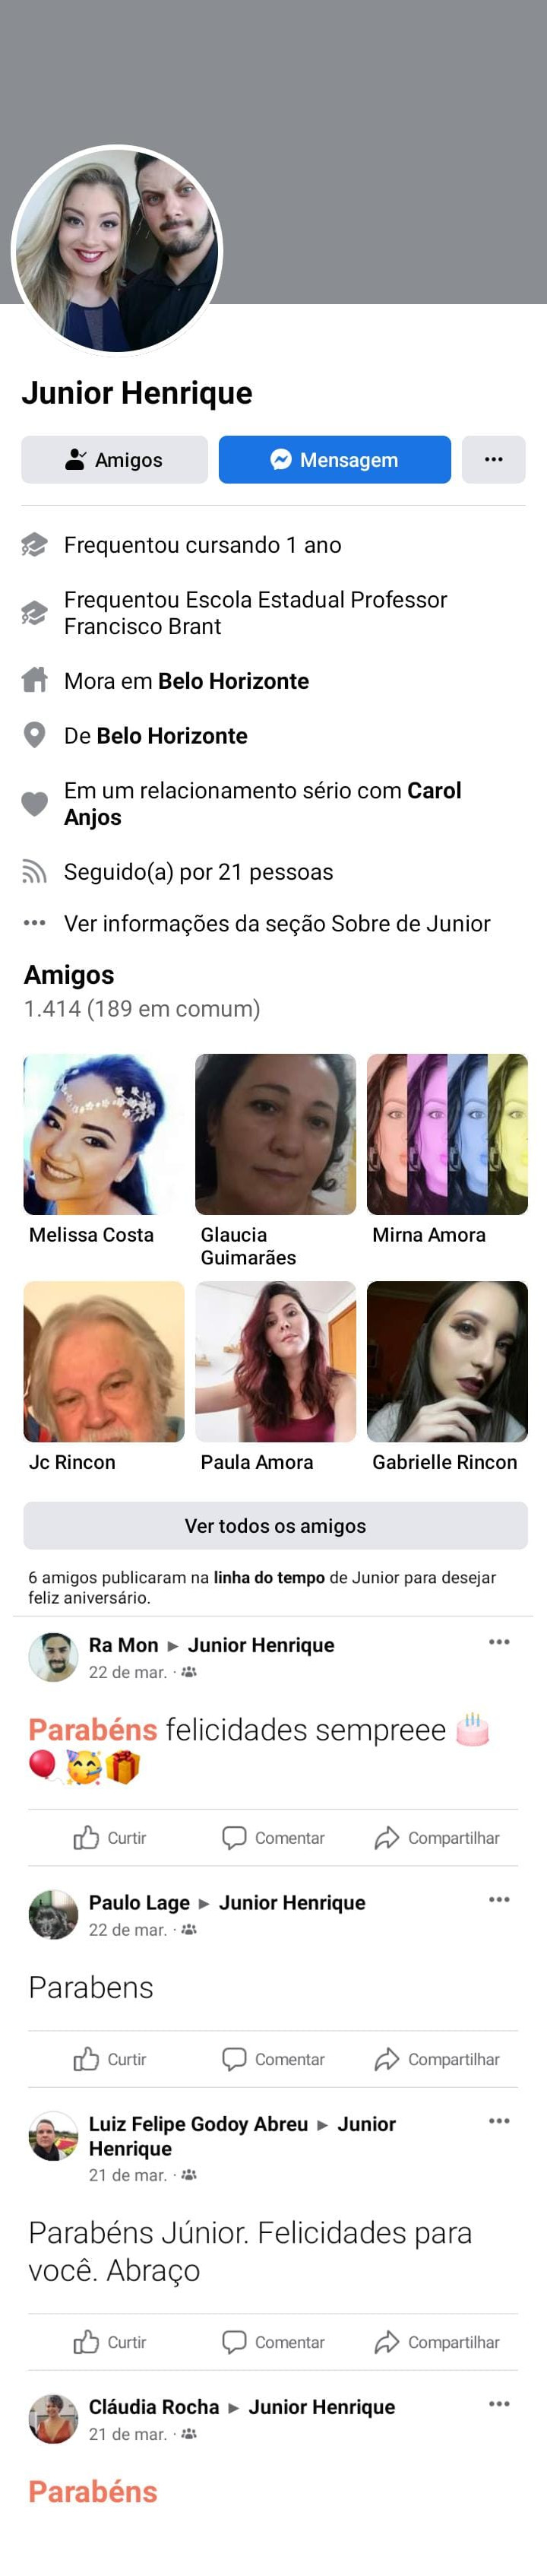 Junior Henrique
Amigos
Mensagem
Frequentou cursando 1 ano
Frequentou Escola Estadual Professor
Francisco Brant
Mora em Belo Horizonte
De Belo Horizonte
Em um relacionamento sério com Carol
Anjos
Seguido(a) por 21 pessoas
Ver informações da seção Sobre de Junior
Amigos
1.414 (189 em comum)
Melissa Costa
Glaucia
Guimarães
Mirna Amora
Jc Rincon
Paula Amora
Gabrielle Rincon
Ver todos os amigos
6 amigos publicaram na linha do tempo de Junior para desejar
feliz aniversário.
Ra Mon ▸ Junior Henrique
22 de mar. ·
Parabéns felicidades sempreee 🎂
🎈🥳🎁
Curtir Comentar Compartilhar
Paulo Lage ▸ Junior Henrique
22 de mar. ·
Parabens
Curtir Comentar Compartilhar
Luiz Felipe Godoy Abreu ▸ Junior
Henrique
21 de mar. ·
Parabéns Júnior. Felicidades para
você. Abraço
Curtir Comentar Compartilhar
Cláudia Rocha ▸ Junior Henrique
21 de mar. ·
Parabéns